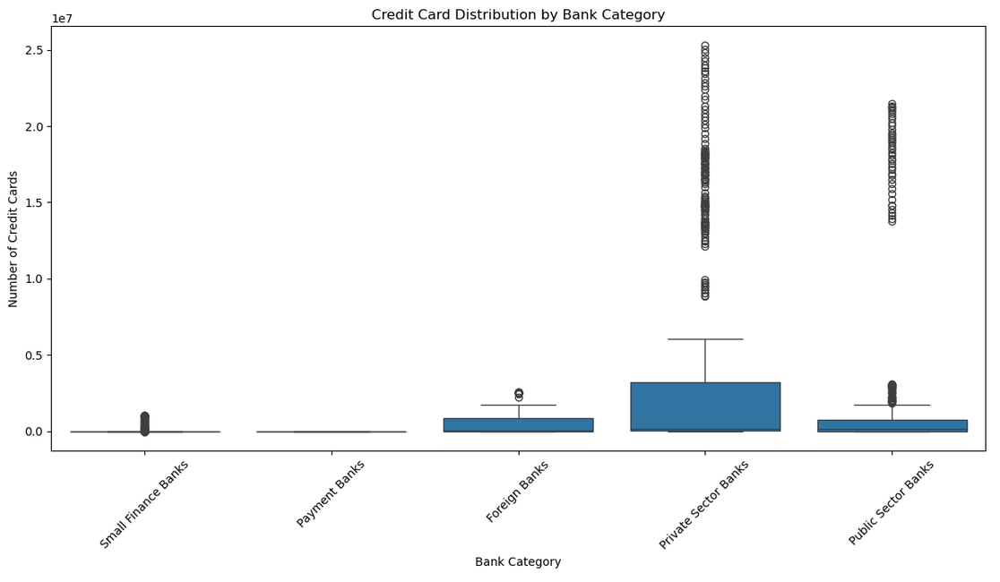 Credit Card Distribution by Bank Category
1e7
2.5
2.0
1.5
1.0
0.5
0.0
Number of Credit Cards
Small Finance Banks
Payment Banks
Foreign Banks
Private Sector Banks
Public Sector Banks
Bank Category